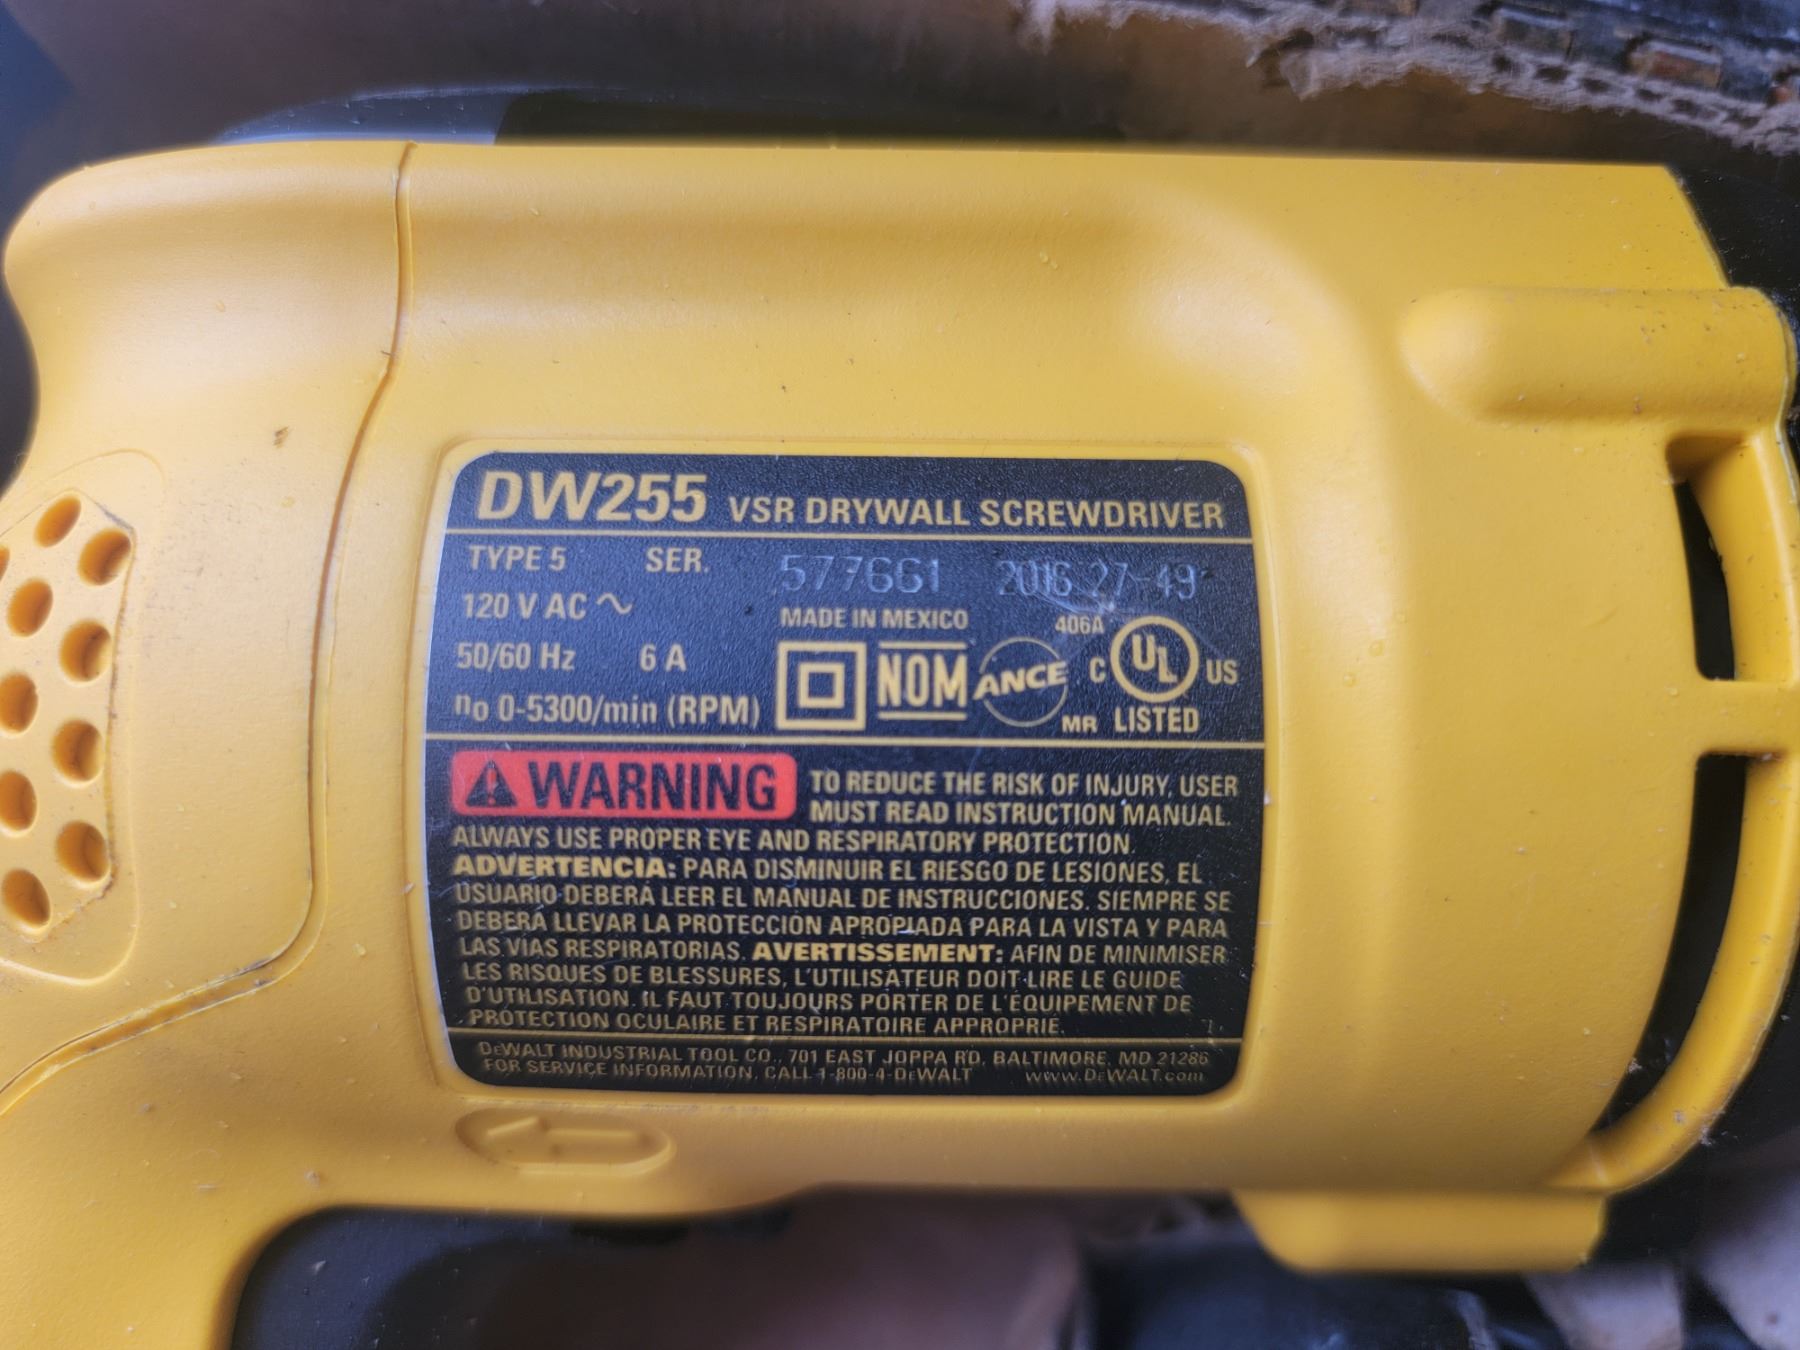 DW255 VSR DRYWALL SCREWDRIVER
TYPE 5 SER. 577661 2016 27-49
120 V AC ~
MADE IN MEXICO
50/60 Hz 6 A
NOM ANCE 406A C UL US
n₀ 0-5300/min (RPM)
MR LISTED
WARNING TO REDUCE THE RISK OF INJURY, USER
MUST READ INSTRUCTION MANUAL.
ALWAYS USE PROPER EYE AND RESPIRATORY PROTECTION.
ADVERTENCIA: PARA DISMINUIR EL RIESGO DE LESIONES, EL
USUARIO DEBERÁ LEER EL MANUAL DE INSTRUCCIONES. SIEMPRE SE
DEBERÁ LLEVAR LA PROTECCIÓN APROPIADA PARA LA VISTA Y PARA
LAS VÍAS RESPIRATORIAS. AVERTISSEMENT: AFIN DE MINIMISER
LES RISQUES DE BLESSURES, L'UTILISATEUR DOIT LIRE LE GUIDE
D'UTILISATION. IL FAUT TOUJOURS PORTER DE L'ÉQUIPEMENT DE
PROTECTION OCULAIRE ET RESPIRATOIRE APPROPRIÉ.
DeWALT INDUSTRIAL TOOL CO., 701 EAST JOPPA RD, BALTIMORE, MD 21286
FOR SERVICE INFORMATION, CALL 1-800-4-DeWALT www.DeWALT.com